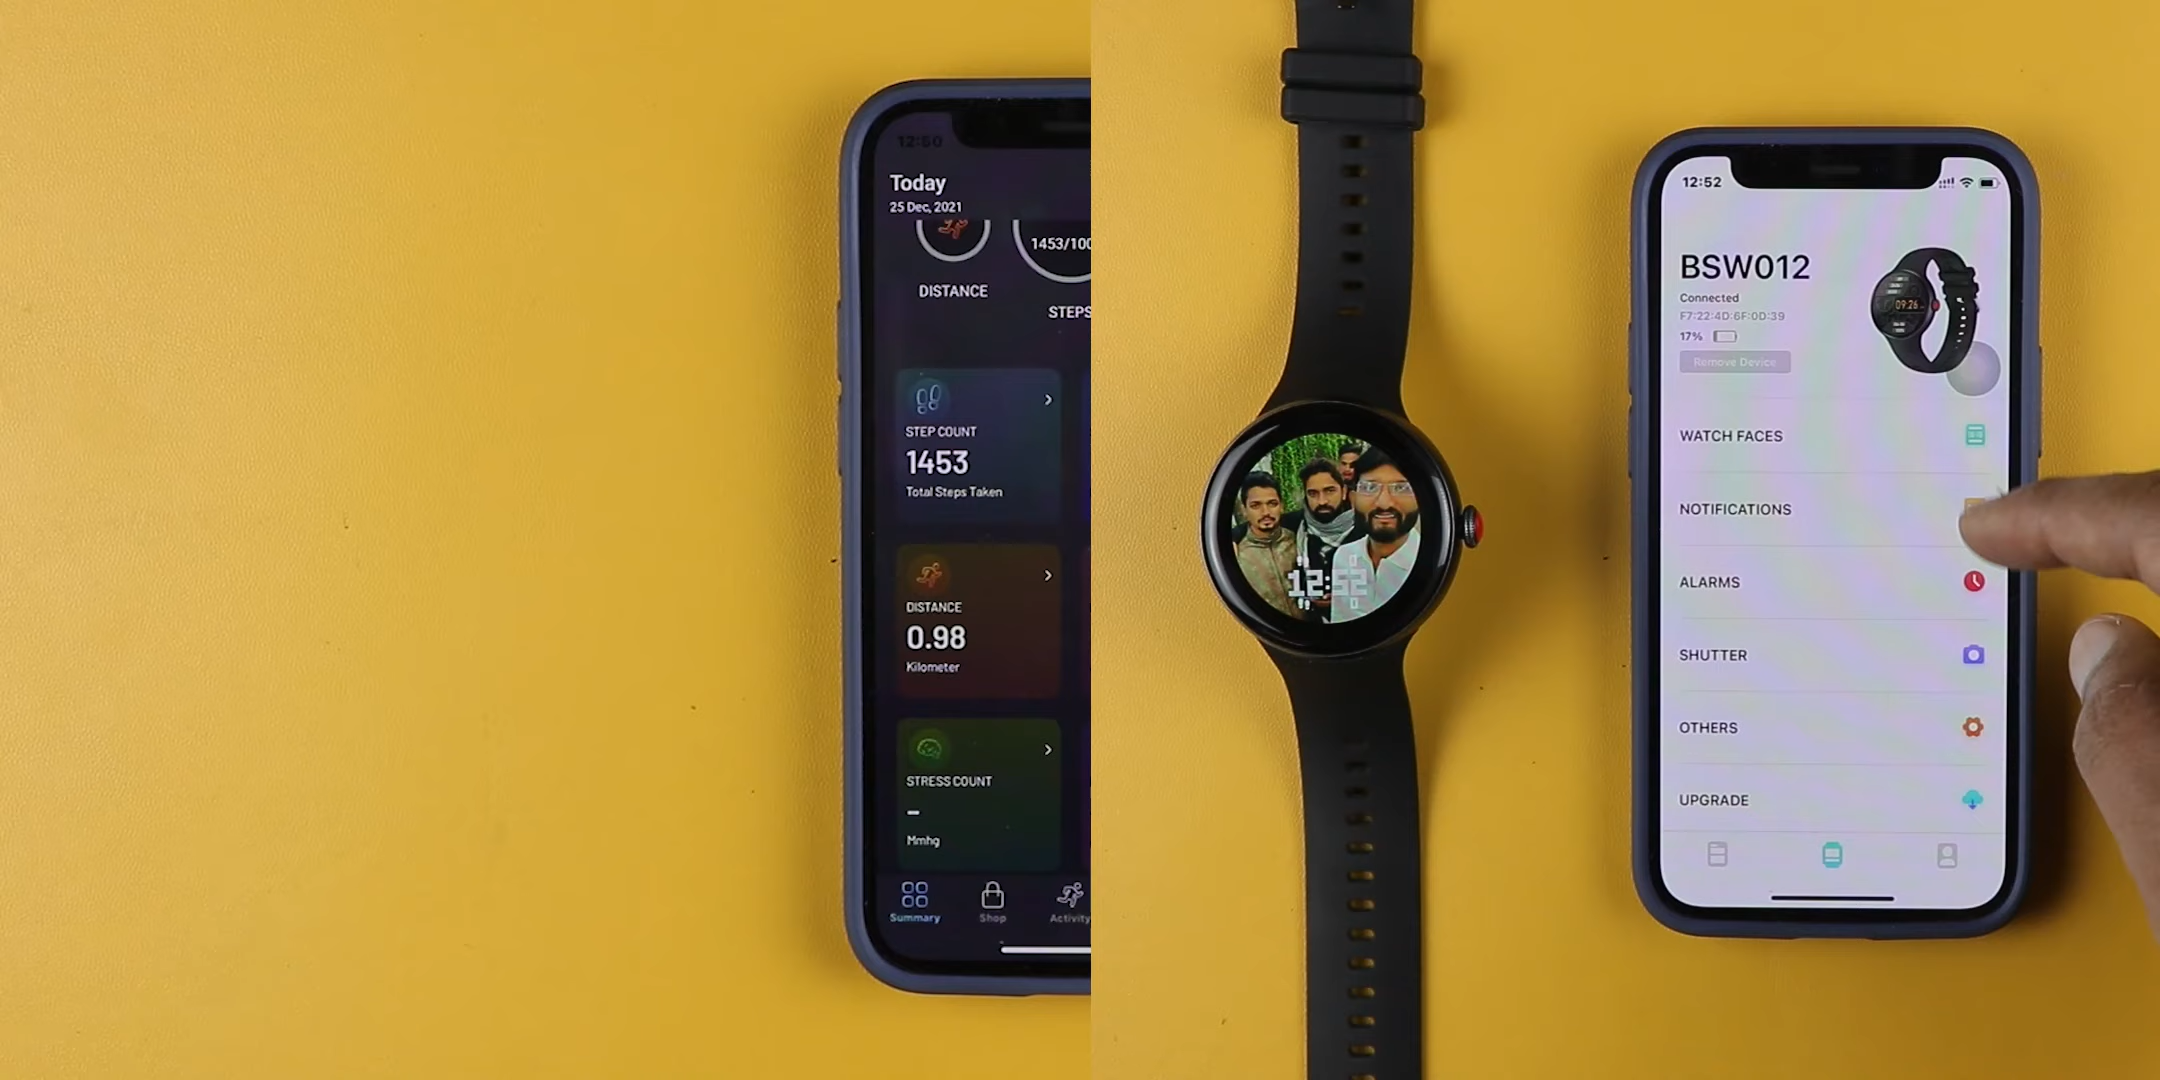 12:50
Today
25 Dec, 2021
1453/100
DISTANCE
STEPS
STEP COUNT
1453
Total Steps Taken
DISTANCE
0.98
Kilometer
STRESS COUNT
--
Mmhg
Summary
Shop
Activity
12:52
12:52
BSW012
09:26
Connected
F7:22:4D:6F:0D:39
17%
Remove Device
WATCH FACES
NOTIFICATIONS
ALARMS
SHUTTER
OTHERS
UPGRADE